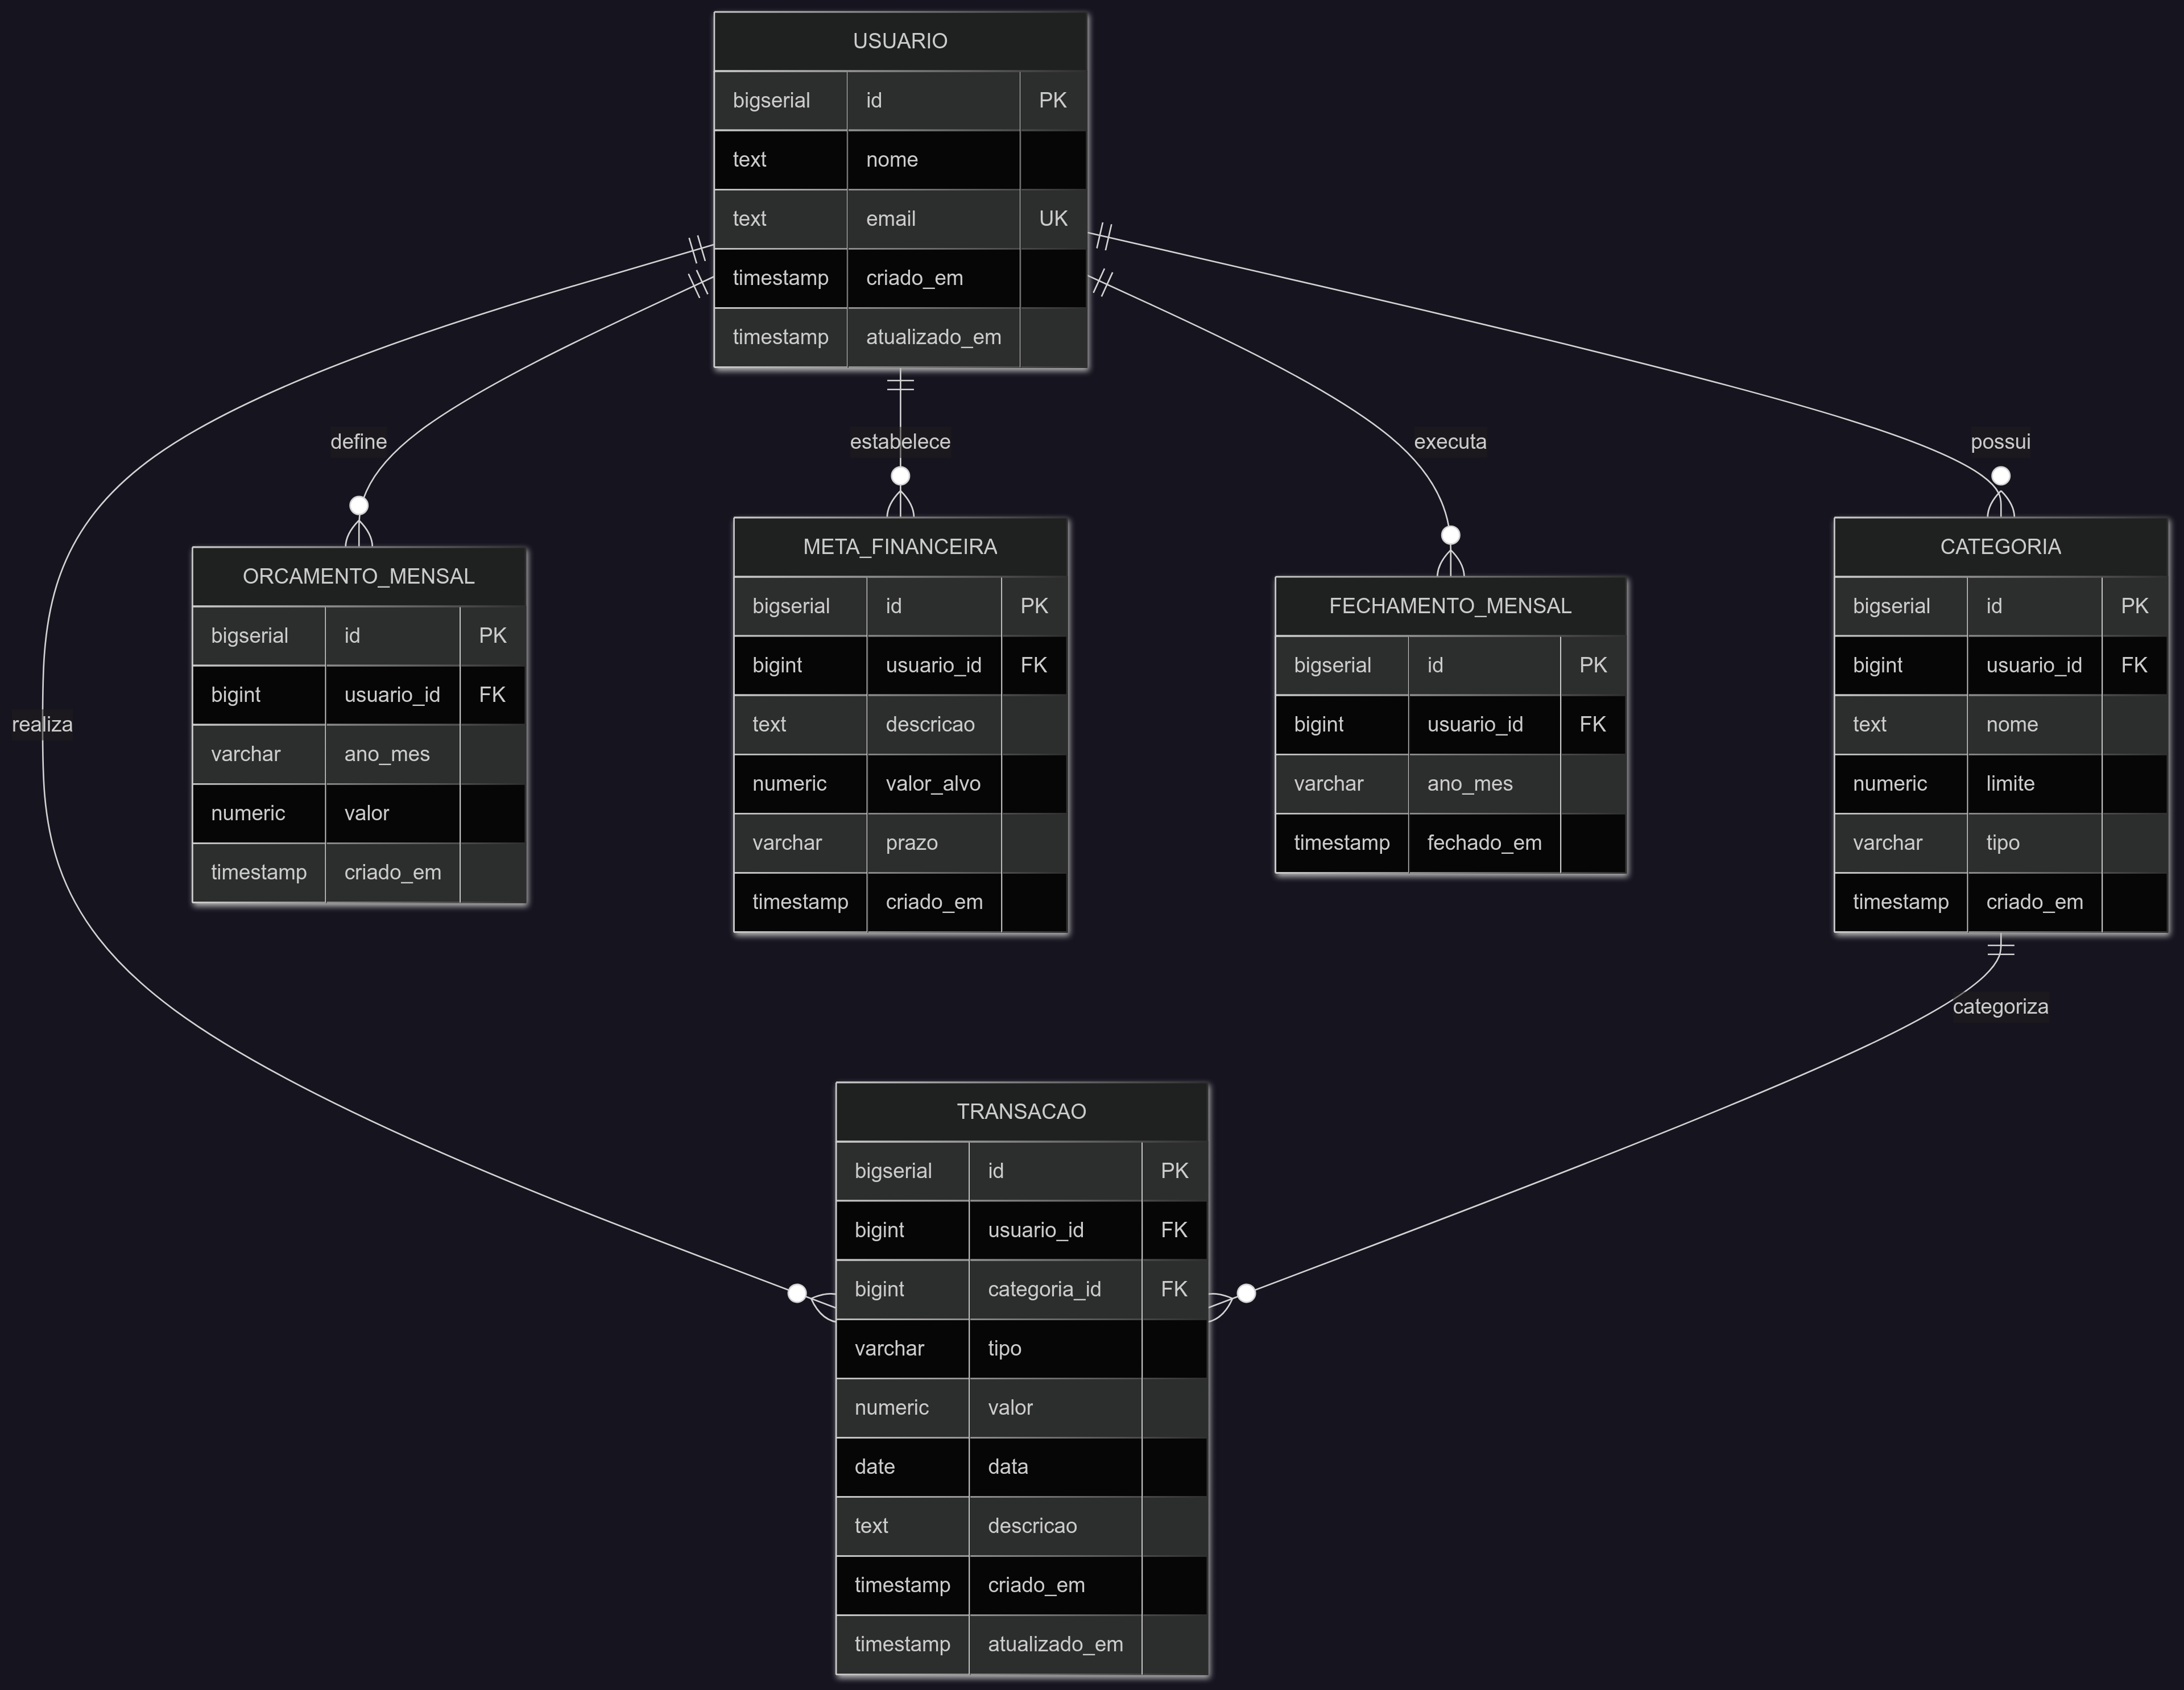 USUARIO
bigserial id PK
text nome
text email UK
timestamp criado_em
timestamp atualizado_em
define
estabelece
executa
possui
realiza
ORCAMENTO_MENSAL
bigserial id PK
bigint usuario_id FK
varchar ano_mes
numeric valor
timestamp criado_em
META_FINANCEIRA
bigserial id PK
bigint usuario_id FK
text descricao
numeric valor_alvo
varchar prazo
timestamp criado_em
FECHAMENTO_MENSAL
bigserial id PK
bigint usuario_id FK
varchar ano_mes
timestamp fechado_em
CATEGORIA
bigserial id PK
bigint usuario_id FK
text nome
numeric limite
varchar tipo
timestamp criado_em
categoriza
TRANSACAO
bigserial id PK
bigint usuario_id FK
bigint categoria_id FK
varchar tipo
numeric valor
date data
text descricao
timestamp criado_em
timestamp atualizado_em